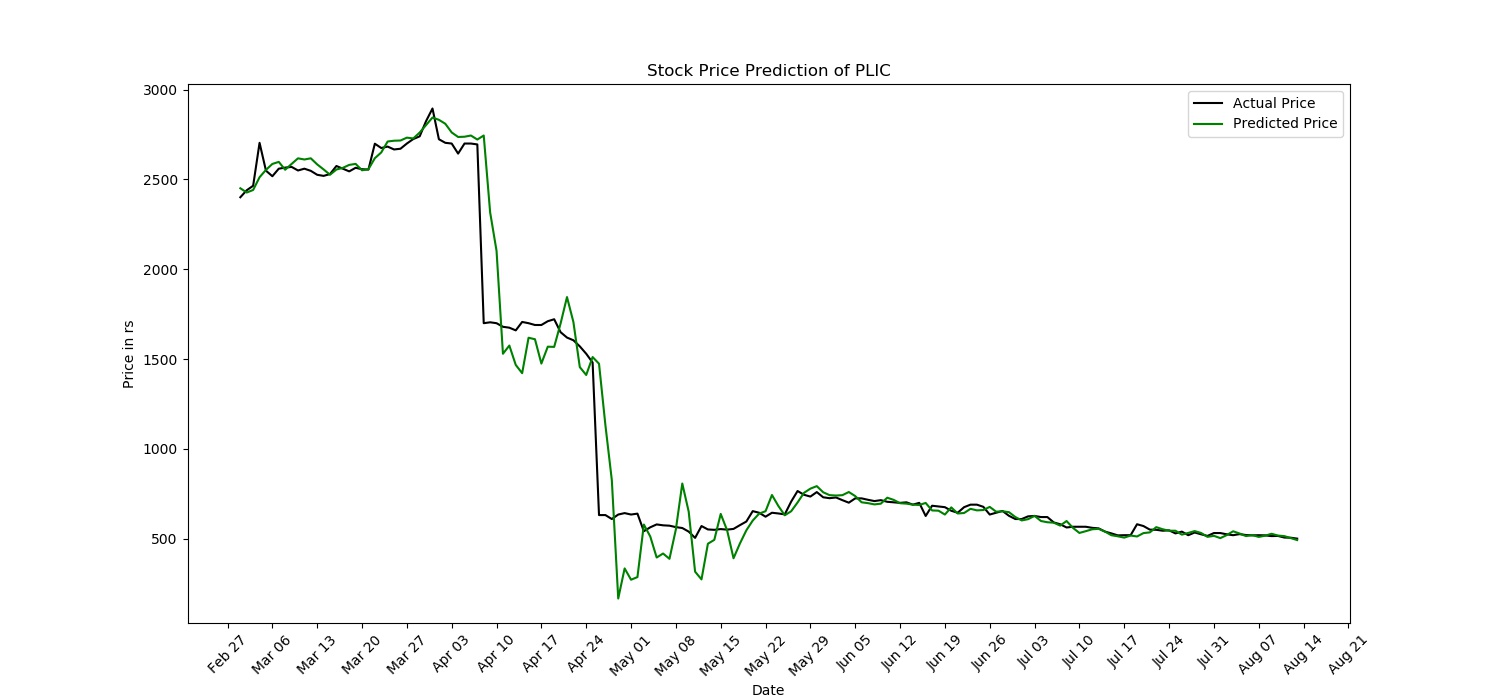 Stock Price Prediction of PLIC
Actual Price
Predicted Price
3000
2500
2000
1500
1000
500
Price in rs
Feb 27
Mar 06
Mar 13
Mar 20
Mar 27
Apr 03
Apr 10
Apr 17
Apr 24
May 01
May 08
May 15
May 22
May 29
Jun 05
Jun 12
Jun 19
Jun 26
Jul 03
Jul 10
Jul 17
Jul 24
Jul 31
Aug 07
Aug 14
Aug 21
Date